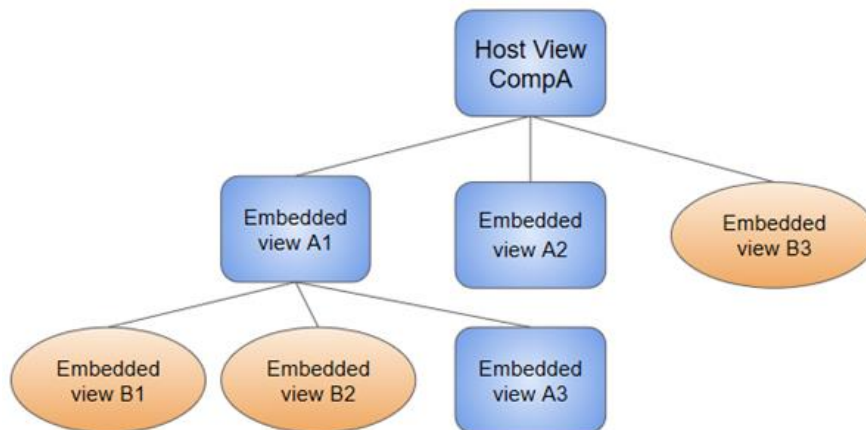 Host View
CompA
Embedded
view A1
Embedded
view A2
Embedded
view B3
Embedded
view B1
Embedded
view B2
Embedded
view A3